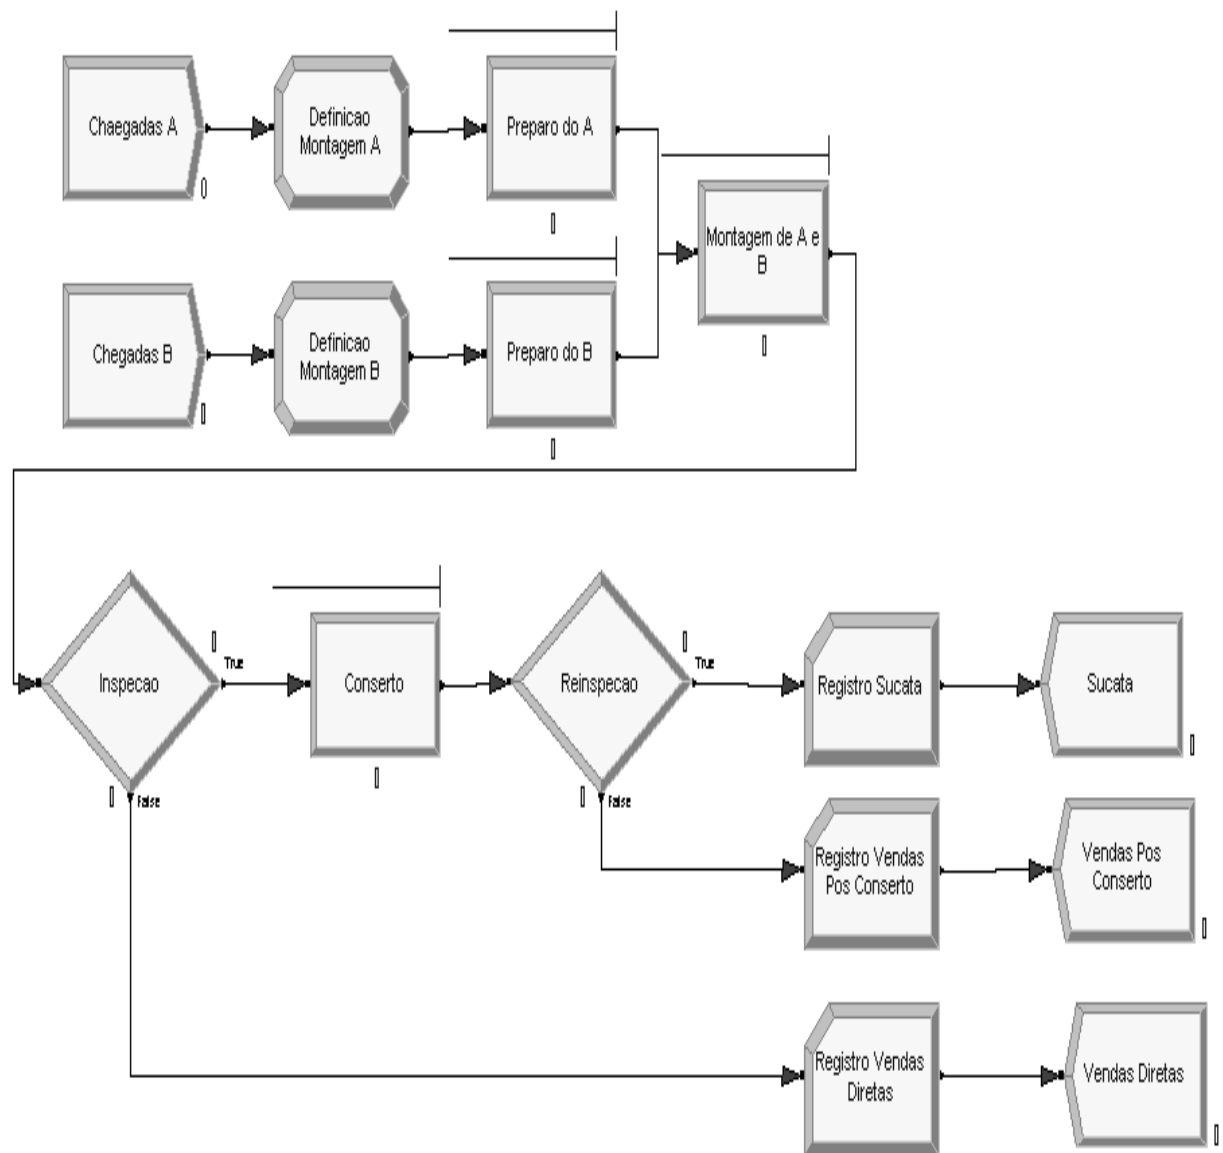 Chaegadas A
Definicao
Montagem A
Preparo do A
0
Montagem de A e
B
Chegadas B
Definicao
Montagem B
Preparo do B
Inspecao
True
False
Conserto
Reinspecao
True
False
Registro Sucata
Sucata
Registro Vendas
Pos Conserto
Vendas Pos
Conserto
Registro Vendas
Diretas
Vendas Diretas